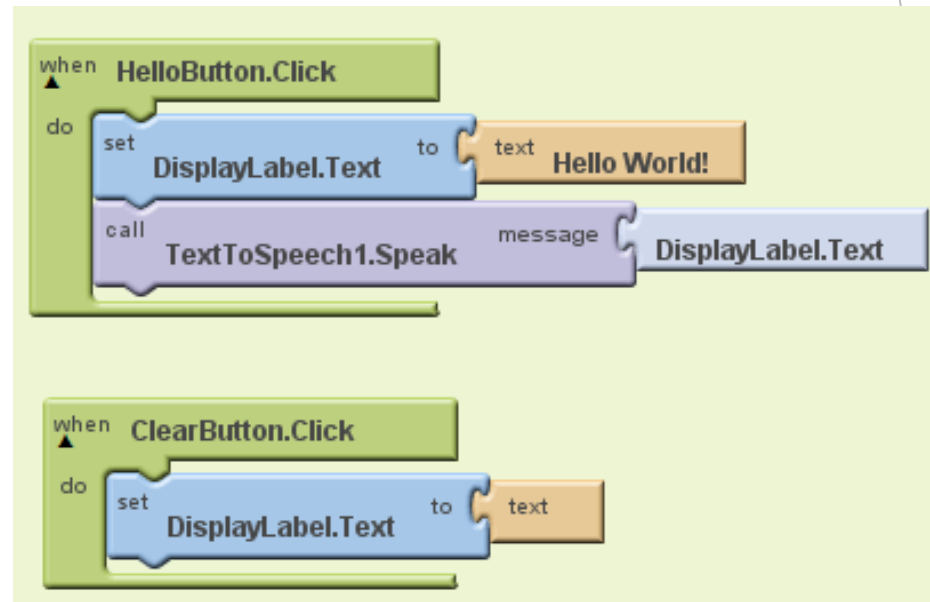 when HelloButton.Click
do set DisplayLabel.Text to text Hello World!
call TextToSpeech1.Speak message DisplayLabel.Text
when ClearButton.Click
do set DisplayLabel.Text to text